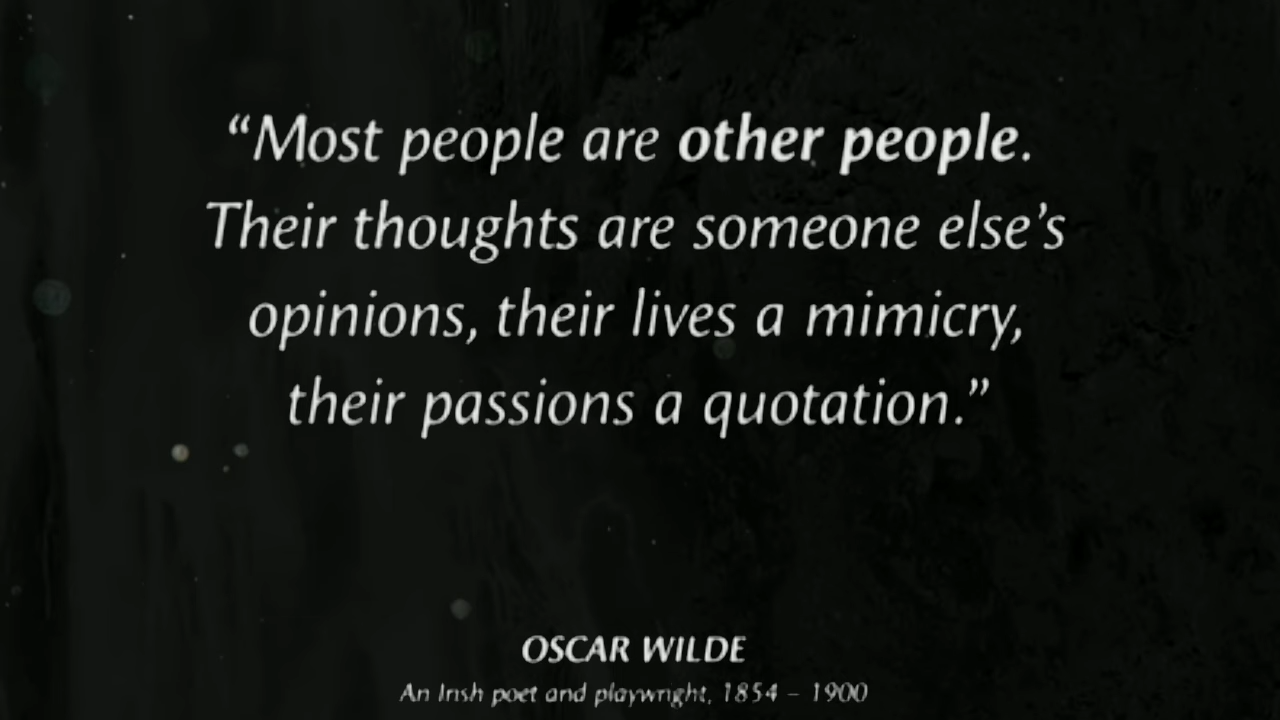 “Most people are other people.
Their thoughts are someone else’s
opinions, their lives a mimicry,
their passions a quotation.”
OSCAR WILDE
An Irish poet and playwright, 1854 – 1900